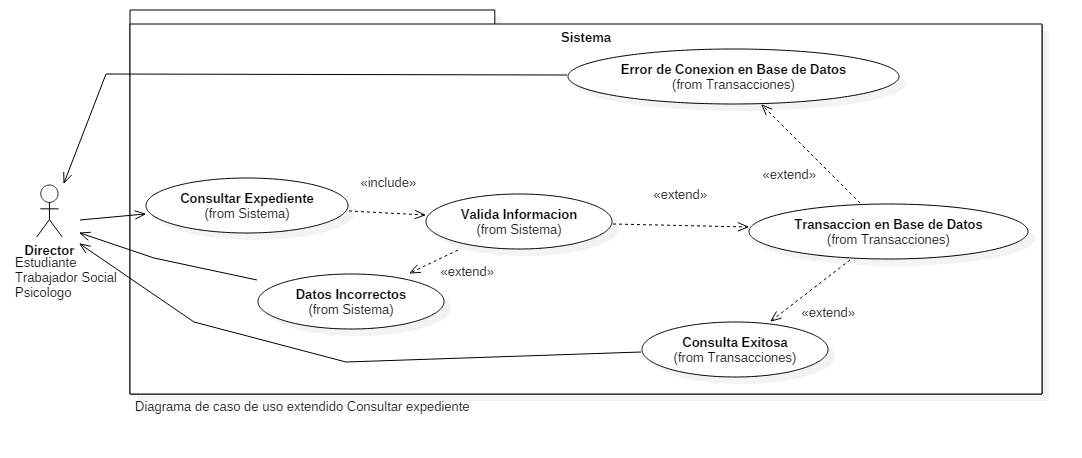 Sistema
Error de Conexion en Base de Datos
(from Transacciones)
«extend»
Consultar Expediente
(from Sistema)
«include»
Valida Informacion
(from Sistema)
«extend»
Transaccion en Base de Datos
(from Transacciones)
Director
Estudiante
Trabajador Social
Psicologo
«extend»
Datos Incorrectos
(from Sistema)
«extend»
Consulta Exitosa
(from Transacciones)
Diagrama de caso de uso extendido Consultar expediente